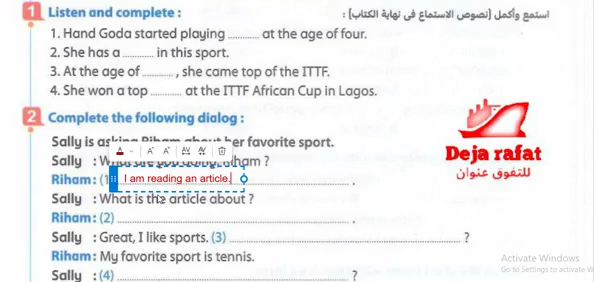 1 Listen and complete : استمع وأكمل [نصوص الاستماع فى نهاية الكتاب] :
1. Hand Goda started playing ........... at the age of four.
2. She has a ........... in this sport.
3. At the age of ..........., she came top of the ITTF.
4. She won a top ........... at the ITTF African Cup in Lagos.
2 Complete the following dialog :
Sally is asking Riham about her favorite sport.
Sally : What are you doing, Riham ?
Riham: (1) I am reading an article. .
Sally : What is the article about ?
Riham: (2) .
Sally : Great, I like sports. (3) ?
Riham: My favorite sport is tennis.
Sally : (4) ?
Deja rafat
للتفوق عنوان
Activate Windows
Go to Settings to activate W